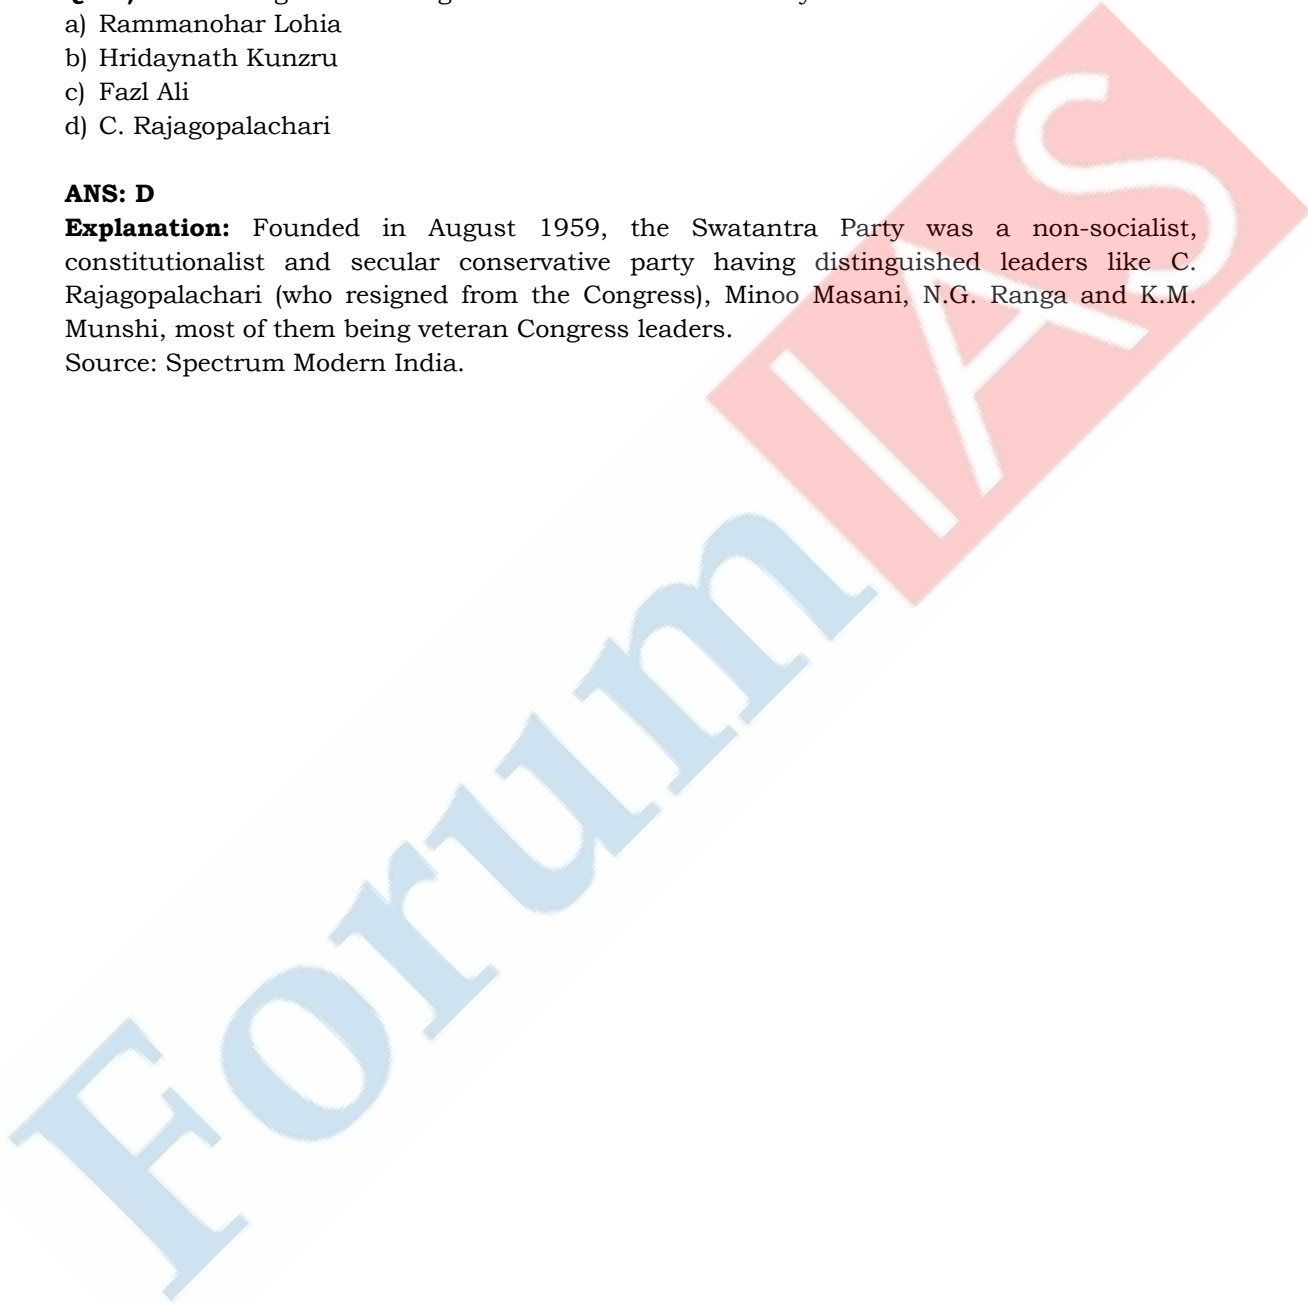 a) Rammanohar Lohia
b) Hridaynath Kunzru
c) Fazl Ali
d) C. Rajagopalachari
ANS: D
Explanation: Founded in August 1959, the Swatantra Party was a non-socialist,
constitutionalist and secular conservative party having distinguished leaders like C.
Rajagopalachari (who resigned from the Congress), Minoo Masani, N.G. Ranga and K.M.
Munshi, most of them being veteran Congress leaders.
Source: Spectrum Modern India.
Forum IAS